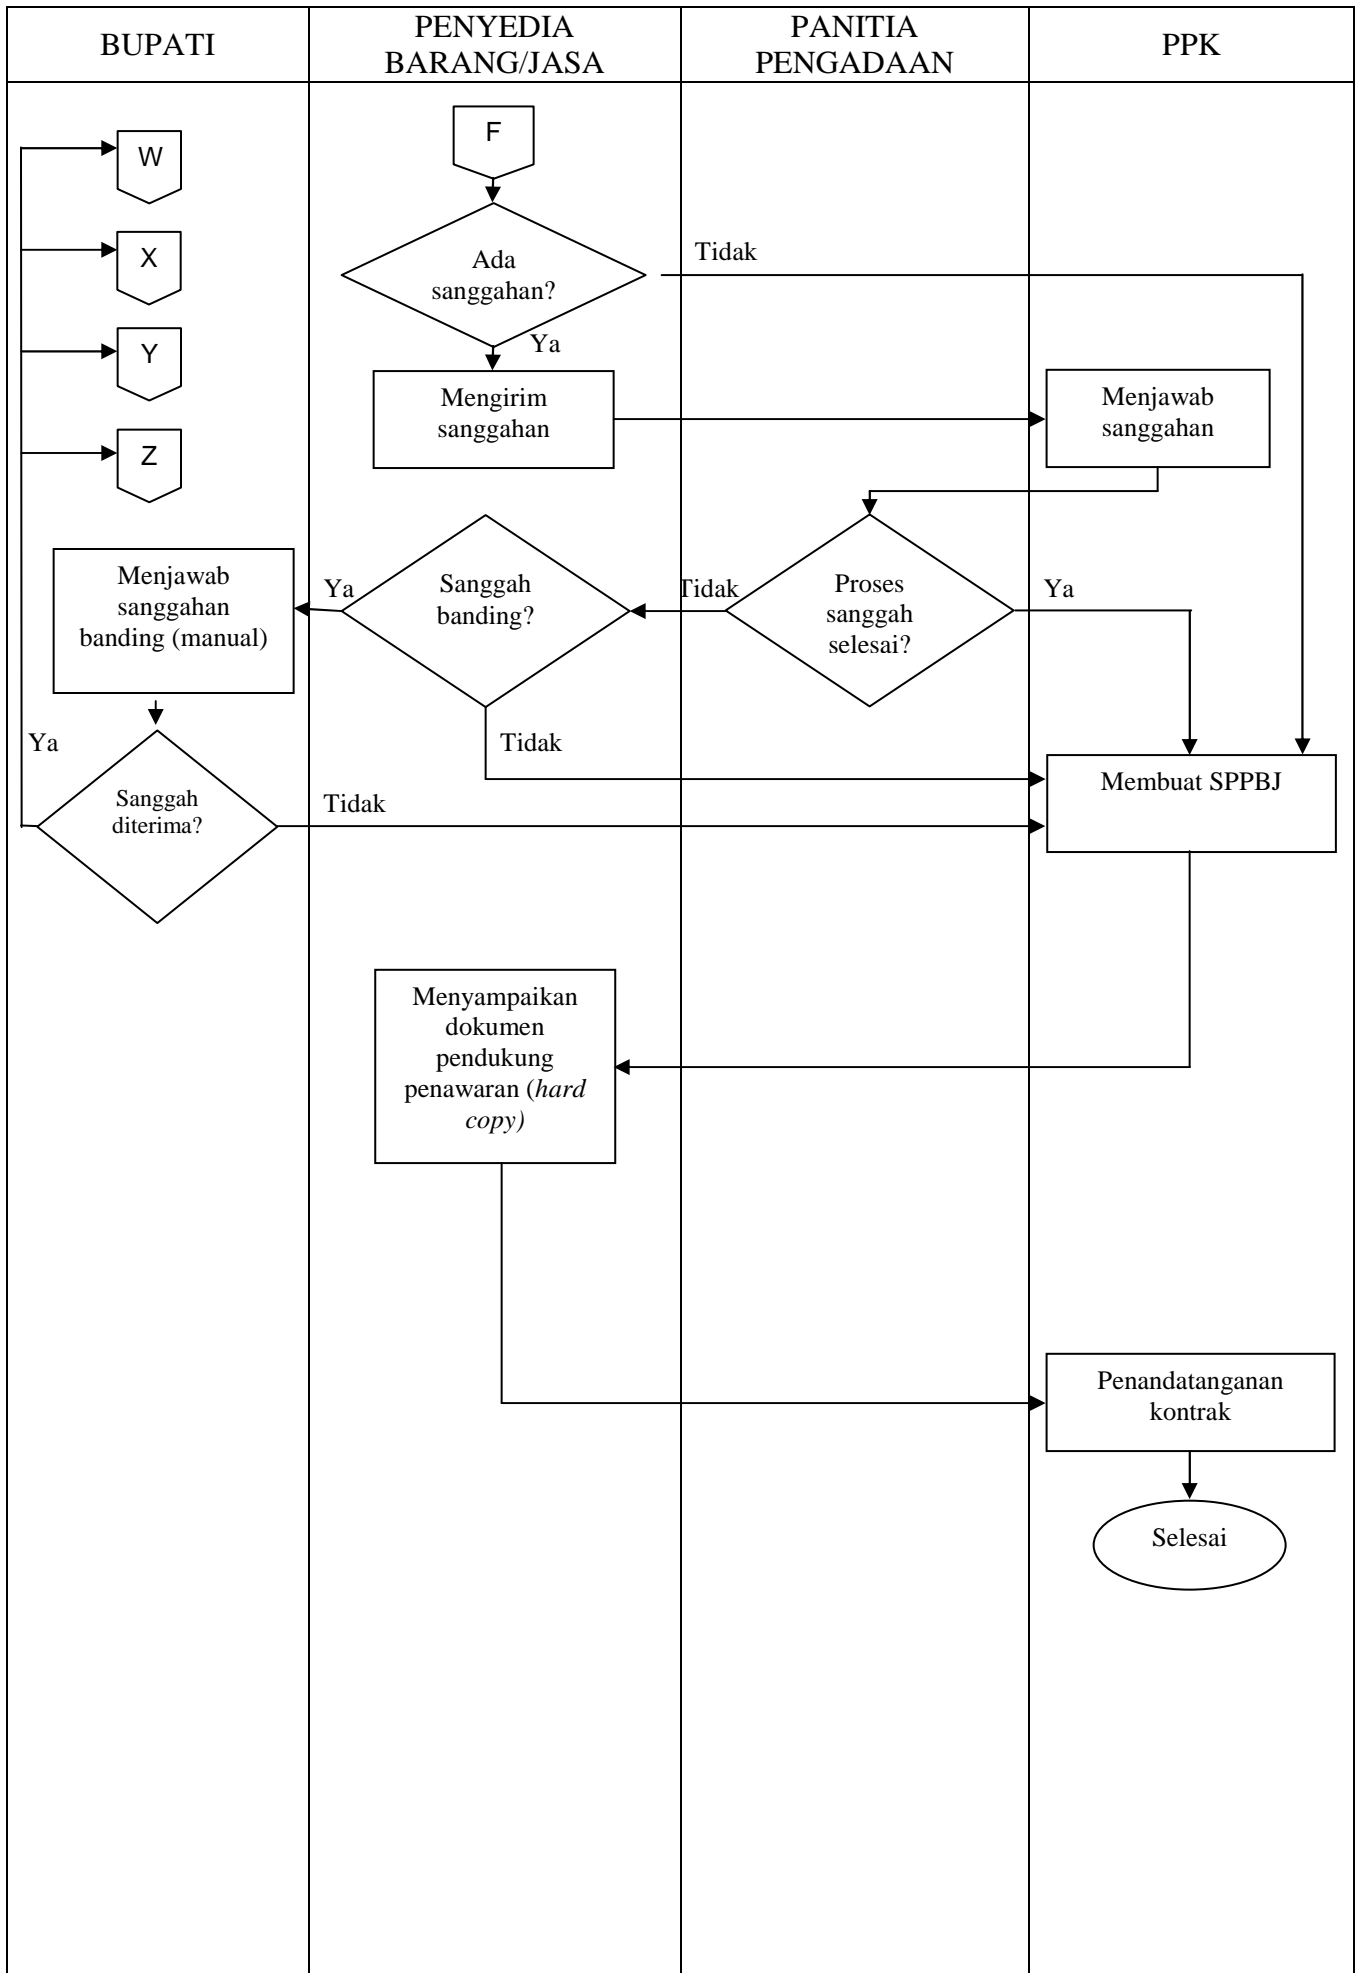 BUPATI
PENYEDIA
BARANG/JASA
PANITIA
PENGADAAN
PPK
F
W
Ada
sanggahan?
Tidak
X
Ya
Y
Mengirim
sanggahan
Menjawab
sanggahan
Z
Menjawab
sanggahan
banding (manual)
Ya
Sanggah
banding?
Tidak
Proses
sanggah
selesai?
Ya
Ya
Tidak
Sanggah
diterima?
Tidak
Membuat SPPBJ
Menyampaikan
dokumen
pendukung
penawaran (hard
copy)
Penandatanganan
kontrak
Selesai